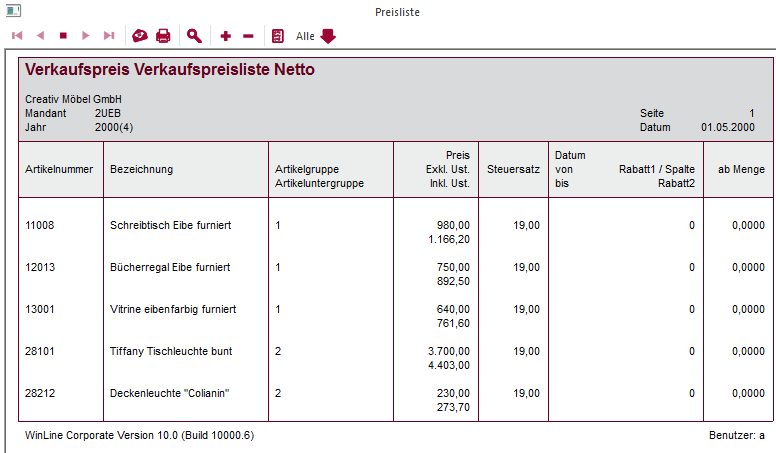 Preisliste
Alle
Verkaufspreis Verkaufspreisliste Netto
Creativ Möbel GmbH
Mandant 2UEB Seite 1
Jahr 2000(4) Datum 01.05.2000
Preis Datum
Artikelnummer Bezeichnung Artikelgruppe Exkl. Ust. Steuersatz von Rabatt1 / Spalte ab Menge
Artikeluntergruppe Inkl. Ust. bis Rabatt2
11008 Schreibtisch Eibe furniert 1 980,00 19,00 0 0,0000
1.166,20
12013 Bücherregal Eibe furniert 1 750,00 19,00 0 0,0000
892,50
13001 Vitrine eibenfarbig furniert 1 640,00 19,00 0 0,0000
761,60
28101 Tiffany Tischleuchte bunt 2 3.700,00 19,00 0 0,0000
4.403,00
28212 Deckenleuchte "Colianin" 2 230,00 19,00 0 0,0000
273,70
WinLine Corporate Version 10.0 (Build 10000.6) Benutzer: a